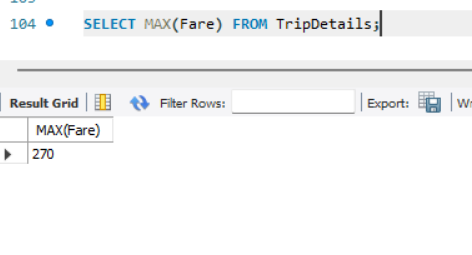 104 SELECT MAX(Fare) FROM TripDetails;
Result Grid Filter Rows: Export:
MAX(Fare)
270